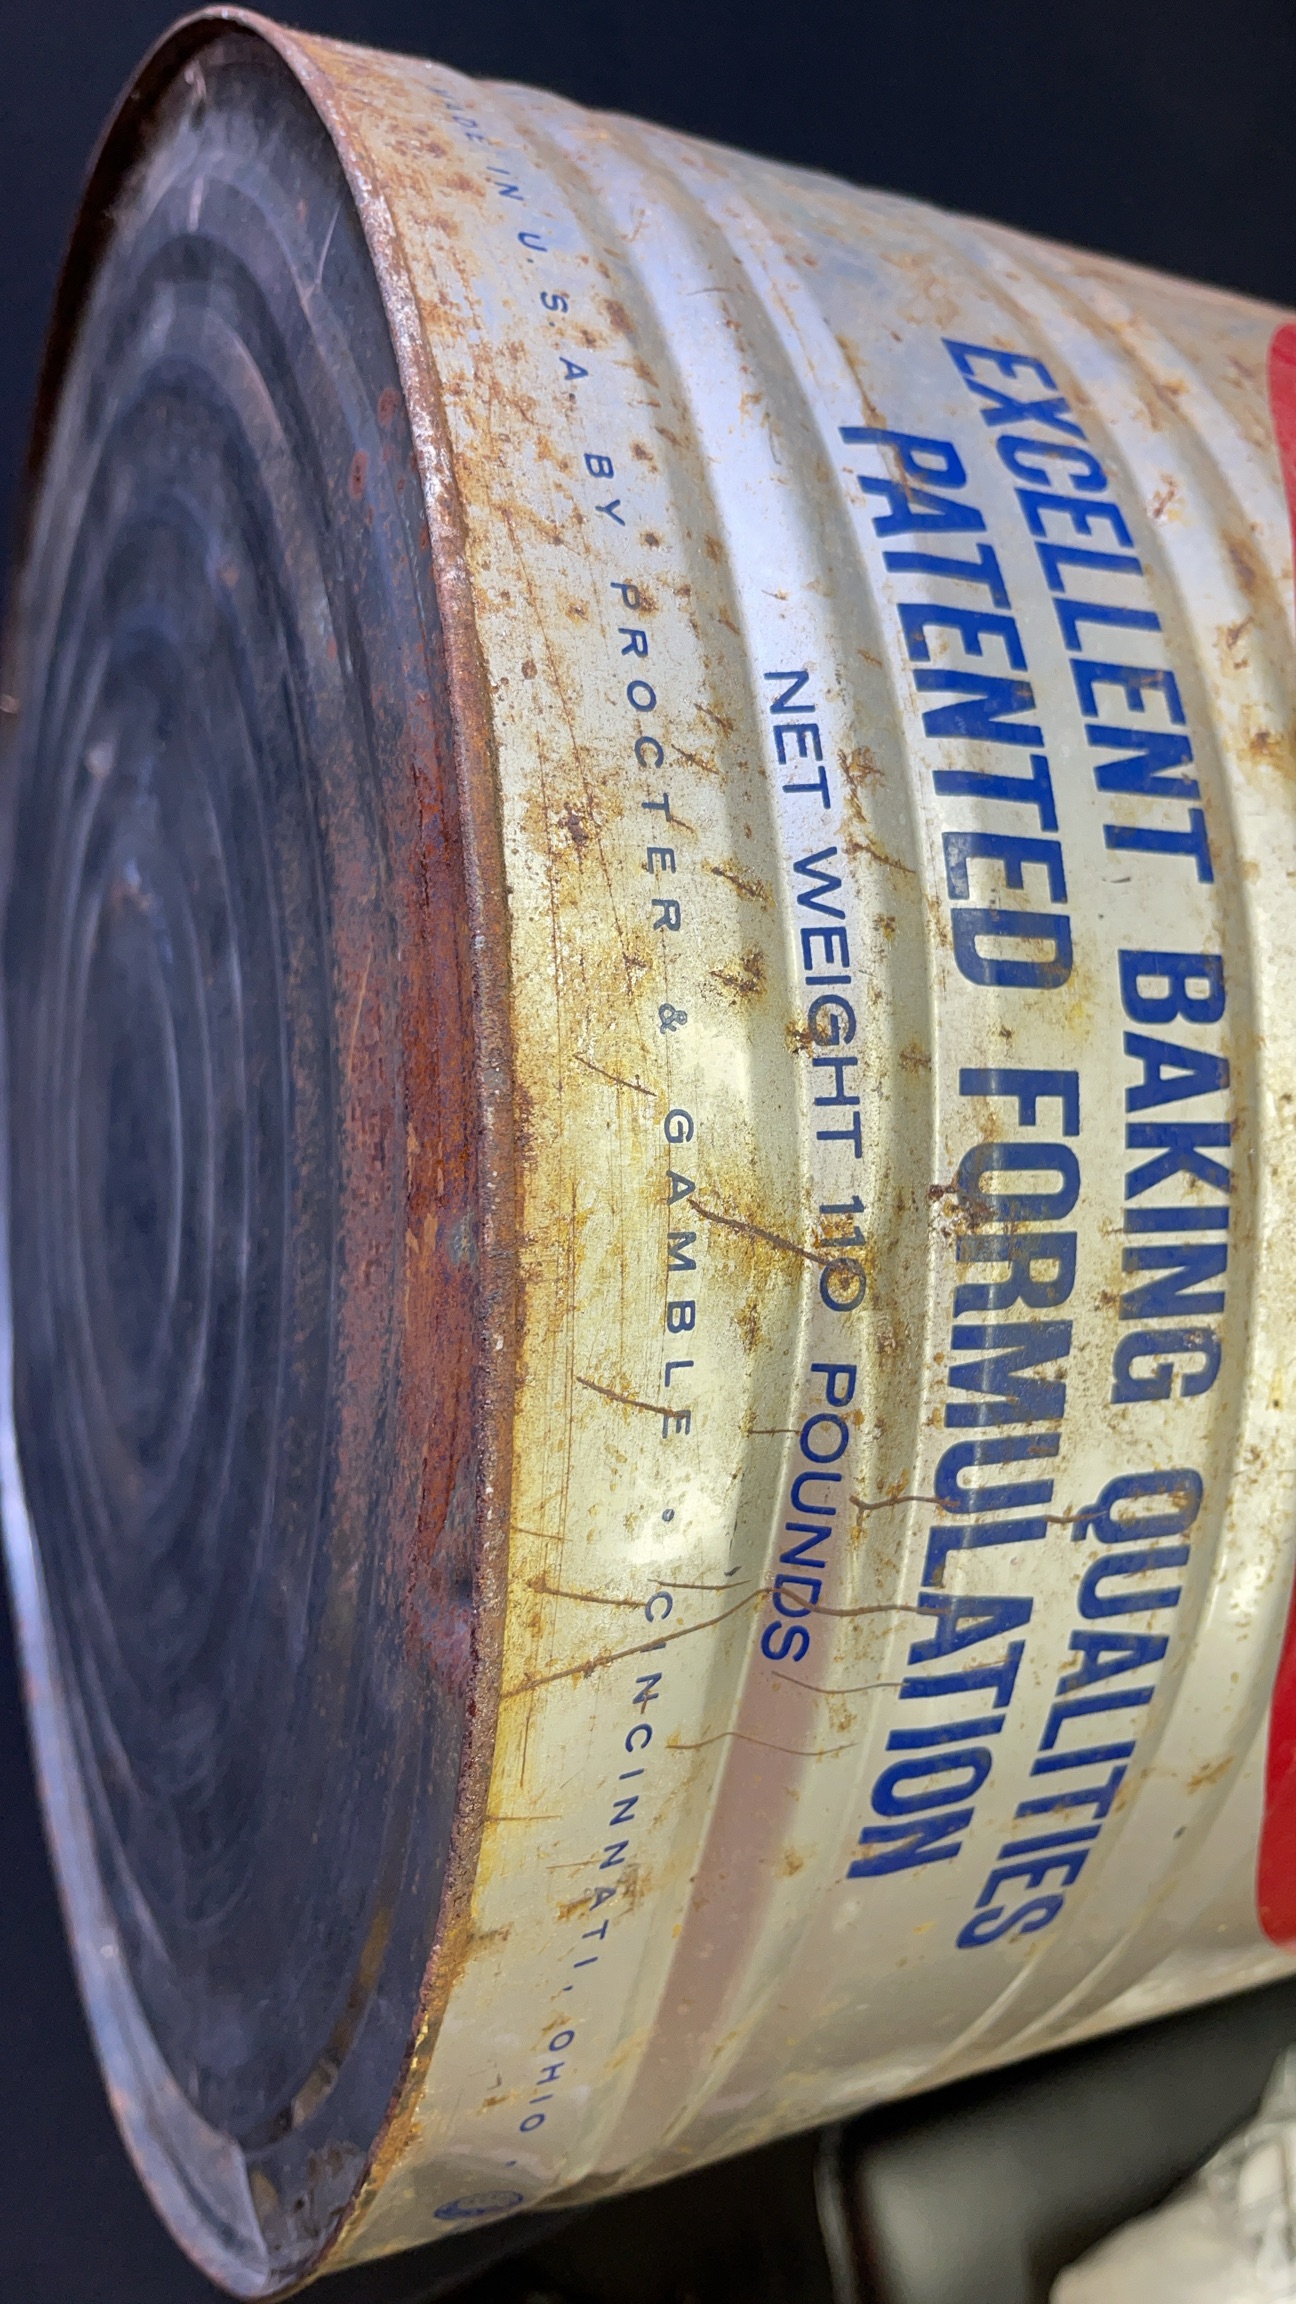 EXCELLENT BAKING QUALITIES
PATENTED FORMULATION
NET WEIGHT 110 POUNDS
MADE IN U.S.A. BY PROCTER & GAMBLE • CINCINNATI, OHIO